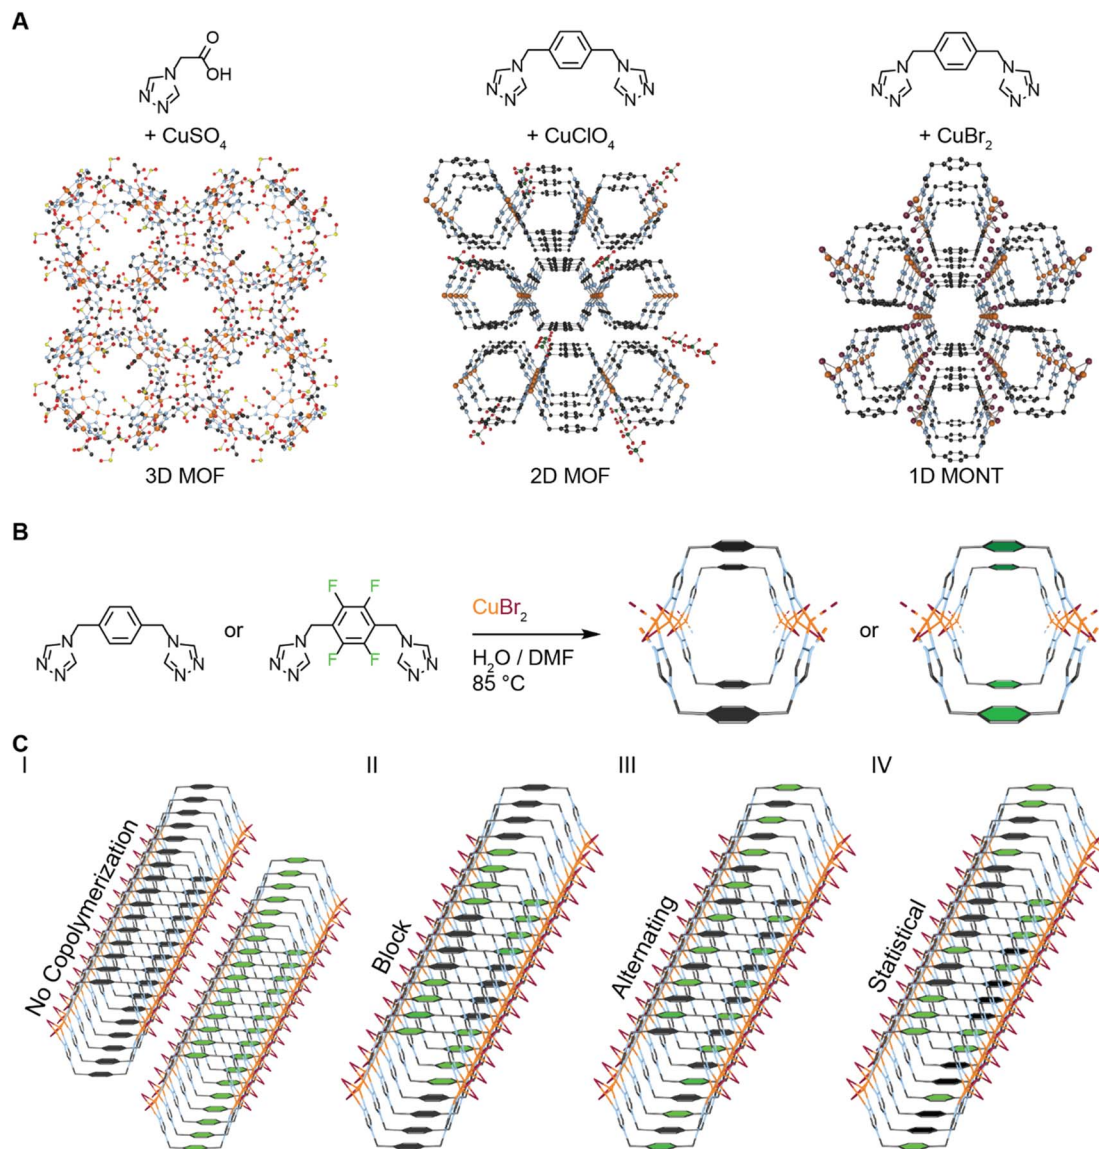 A
O
OH
N
N N
N N
N N N N
N N
N N N N
+ CuSO4
+ CuClO4
+ CuBr2
3D MOF
2D MOF
1D MONT
B
F F
N N
N N N N
or
N N
N N N N
F F
CuBr2
H2O / DMF
85 °C
or
C
I
II
III
IV
No Copolymerization
Block
Alternating
Statistical